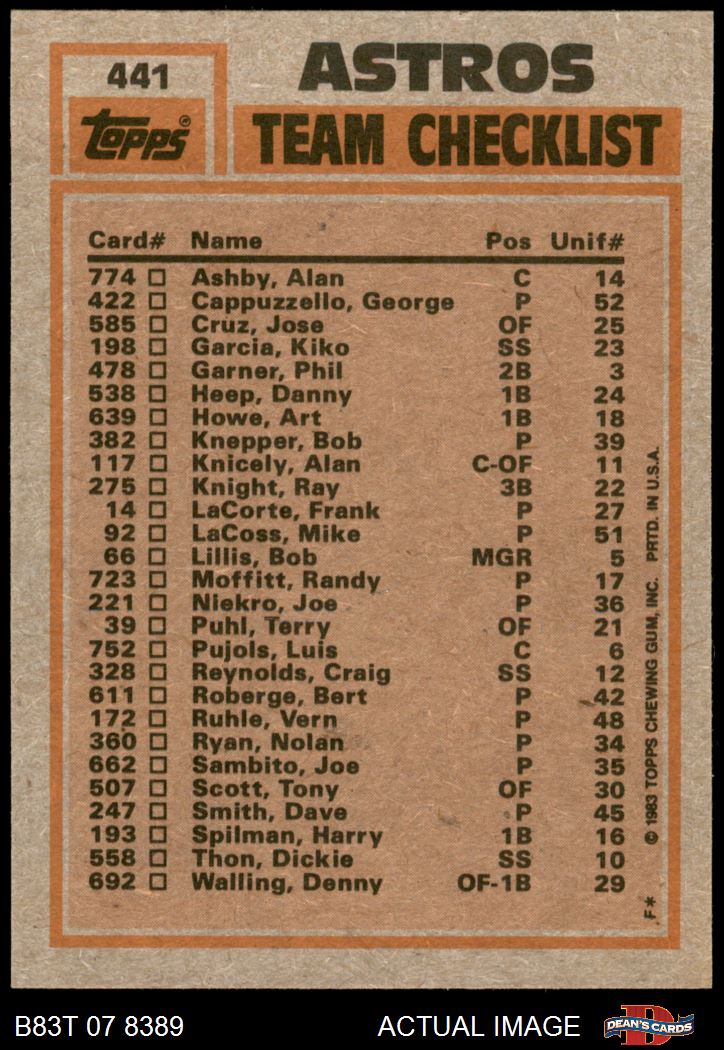 441
Topps®
ASTROS
TEAM CHECKLIST
Card# Name Pos Unif#
774 Ashby, Alan C 14
422 Cappuzzello, George P 52
585 Cruz, Jose OF 25
198 Garcia, Kiko SS 23
478 Garner, Phil 2B 3
538 Heep, Danny 1B 24
639 Howe, Art 1B 18
382 Knepper, Bob P 39
117 Knicely, Alan C-OF 11
275 Knight, Ray 3B 22
14 LaCorte, Frank P 27
92 LaCoss, Mike P 51
66 Lillis, Bob MGR 5
723 Moffitt, Randy P 17
221 Niekro, Joe P 36
39 Puhl, Terry OF 21
752 Pujols, Luis C 6
328 Reynolds, Craig SS 12
611 Roberge, Bert P 42
172 Ruhle, Vern P 48
360 Ryan, Nolan P 34
662 Sambito, Joe P 35
507 Scott, Tony OF 30
247 Smith, Dave P 45
193 Spilman, Harry 1B 16
558 Thon, Dickie SS 10
692 Walling, Denny OF-1B 29
F* © 1983 TOPPS CHEWING GUM, INC. PRTD. IN U.S.A.
B83T 07 8389 ACTUAL IMAGE
D
DEAN'S CARDS